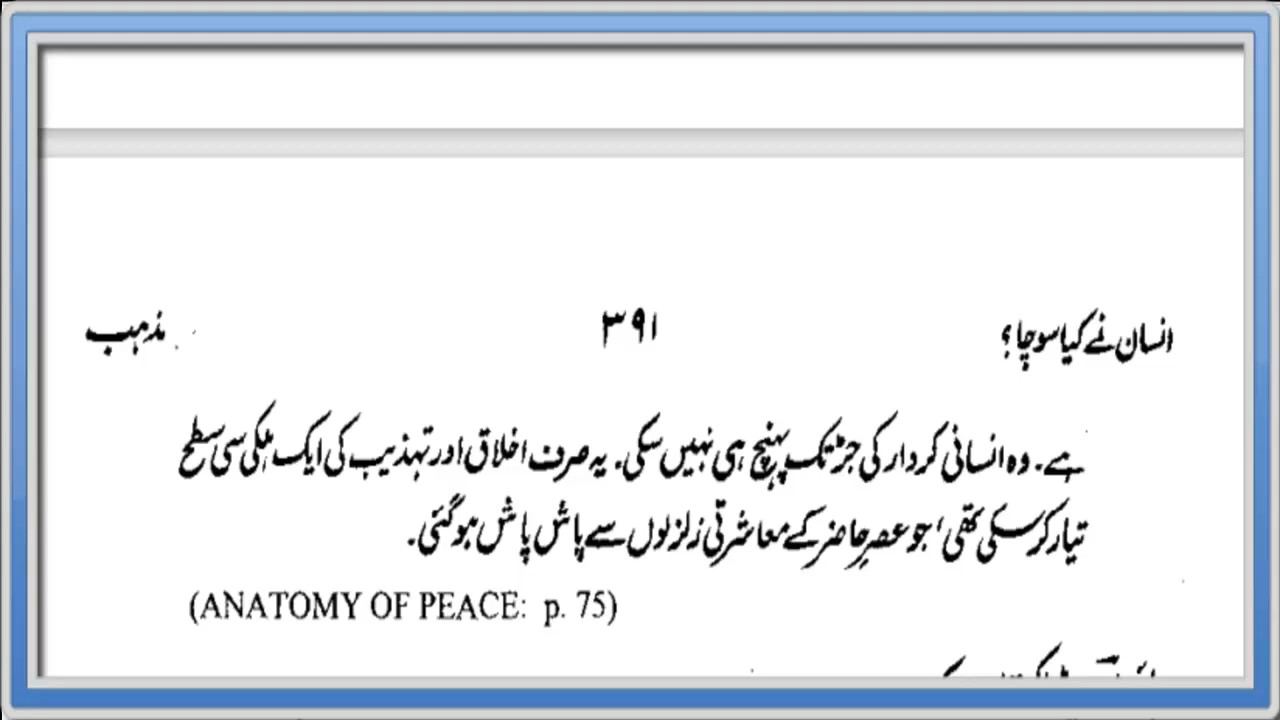 انسان نے کیا سوچا؟ ۳۹۱ مذہب
ہے۔ وہ انسانی کردار کی جڑ تک پہنچ ہی نہیں سکی۔ یہ صرف اخلاق اور تہذیب کی ایک ہلکی سی سطح
تیار کر سکی تھی، جو عصرِ حاضر کے معاشرتی زلزلوں سے پاش پاش ہو گئی۔
(ANATOMY OF PEACE: p. 75)